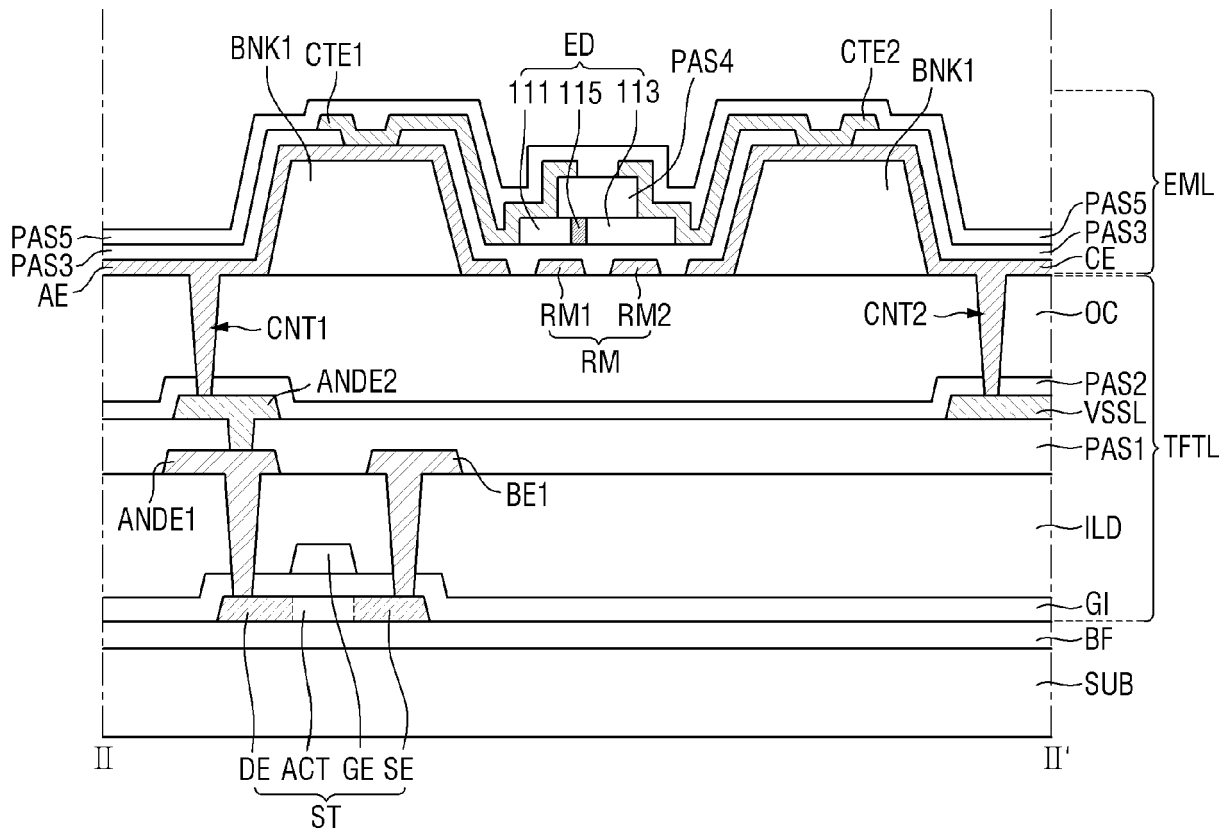 BNK1 CTE1 ED PAS4 CTE2 BNK1
111 115 113
EML
PAS5 PAS5
PAS3 PAS3
AE CE
CNT1 RM1 RM2 CNT2 OC
RM
ANDE2 PAS2
VSSL
PAS1 TFTL
ANDE1 BE1
ILD
GI
BF
SUB
II II'
DE ACT GE SE
ST